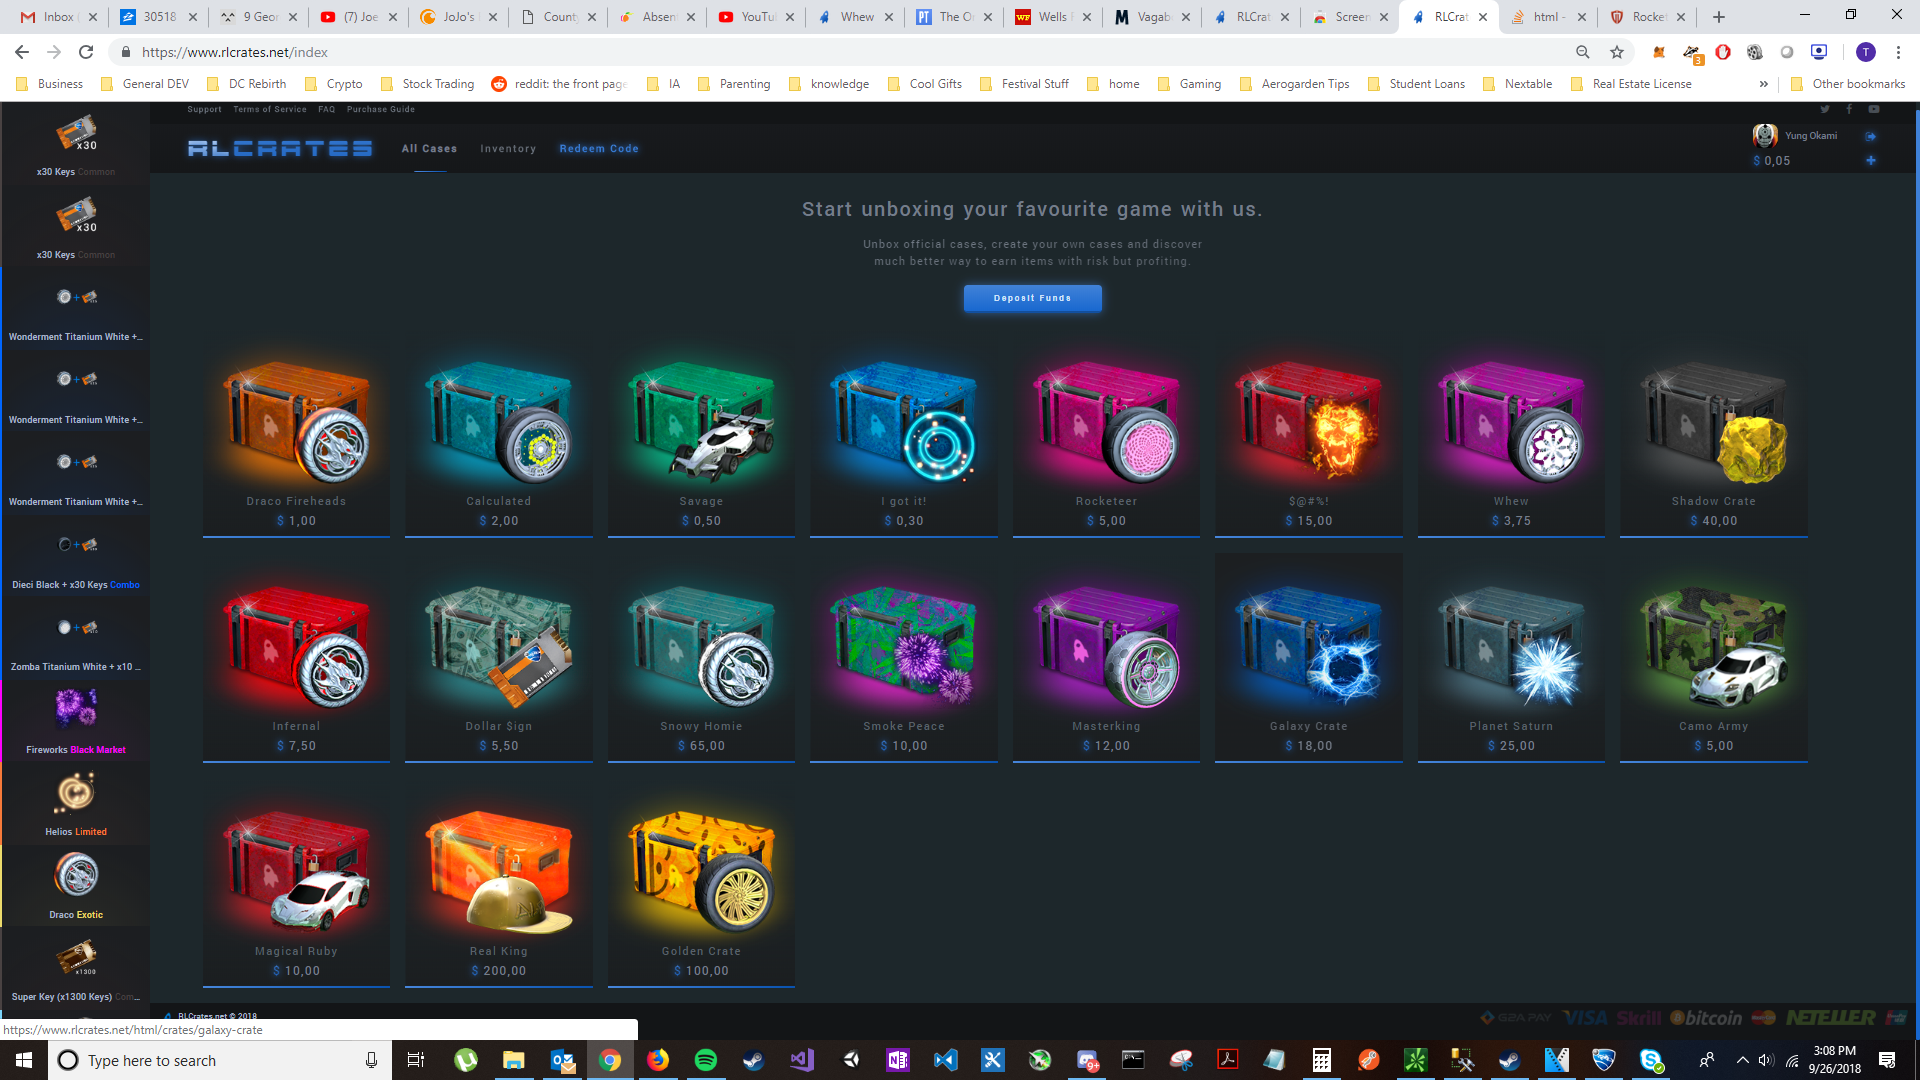 Inbox (
30518
9 Geor
(7) Joe
JoJo's
County
Absent
YouTu
Whew
The O
Wells
Vagab
RLCrat
Screen
RLCrat
html -
Rocket
https://www.rlcrates.net/index
Business
General DEV
DC Rebirth
Crypto
Stock Trading
reddit: the front page
IA
Parenting
knowledge
Cool Gifts
Festival Stuff
home
Gaming
Aerogarden Tips
Student Loans
Nextable
Real Estate License
»
Other bookmarks
Support Terms of Service FAQ Purchase Guide
RLCRATES
All Cases
Inventory
Redeem Code
Yung Okami
$ 0,05
Start unboxing your favourite game with us.
Unbox official cases, create your own cases and discover
much better way to earn items with risk but profiting.
Deposit Funds
x30
x30 Keys Common
x30
x30 Keys Common
Wonderment Titanium White +...
Wonderment Titanium White +...
Wonderment Titanium White +...
Dieci Black + x30 Keys Combo
Zomba Titanium White + x10 ...
Fireworks Black Market
Helios Limited
Draco Exotic
x1300
Super Key (x1300 Keys) Com...
Draco Fireheads
$ 1,00
Calculated
$ 2,00
Savage
$ 0,50
I got it!
$ 0,30
Rocketeer
$ 5,00
$@#%!
$ 15,00
Whew
$ 3,75
Shadow Crate
$ 40,00
Infernal
$ 7,50
Dollar $ign
$ 5,50
Snowy Homie
$ 65,00
Smoke Peace
$ 10,00
Masterking
$ 12,00
Galaxy Crate
$ 18,00
Planet Saturn
$ 25,00
Camo Army
$ 5,00
Magical Ruby
$ 10,00
Real King
$ 200,00
Golden Crate
$ 100,00
RLCrates.net © 2018
G2A PAY VISA Skrill bitcoin NETELLER
https://www.rlcrates.net/html/crates/galaxy-crate
Type here to search
3:08 PM
9/26/2018